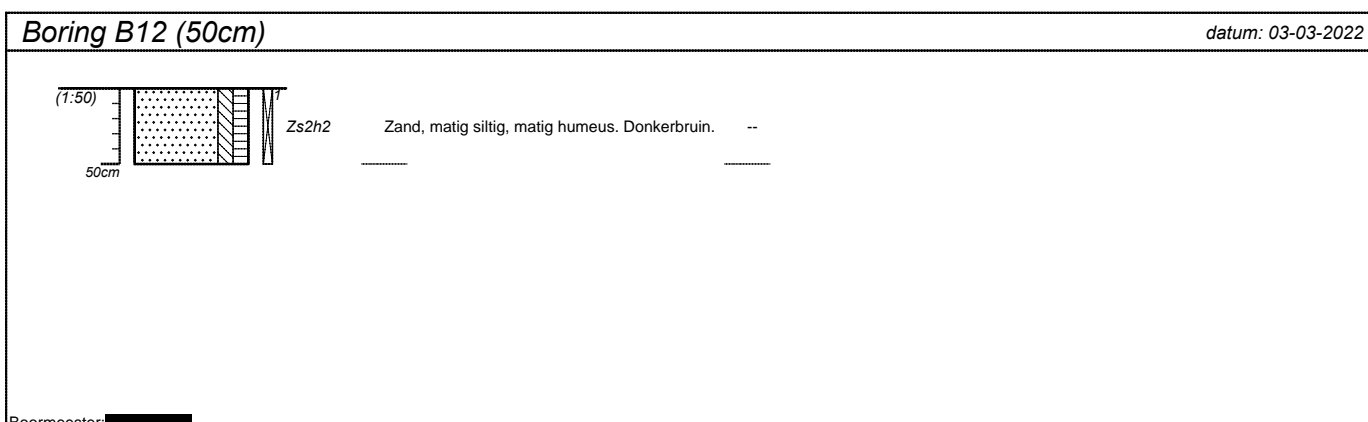 Boring B12 (50cm) datum: 03-03-2022
(1:50) 1
Zs2h2 Zand, matig siltig, matig humeus. Donkerbruin. --
50cm
Boormeester: